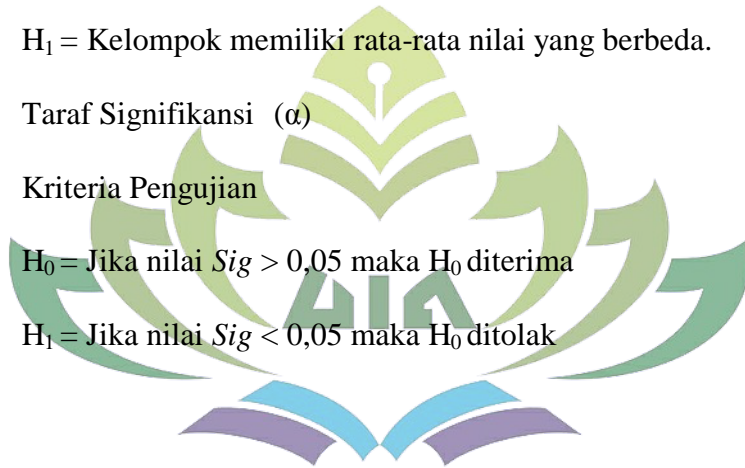 H₁ = Kelompok memiliki rata-rata nilai yang berbeda.
Taraf Signifikansi (α)
Kriteria Pengujian
H₀ = Jika nilai Sig > 0,05 maka H₀ diterima
UIN
H₁ = Jika nilai Sig < 0,05 maka H₀ ditolak